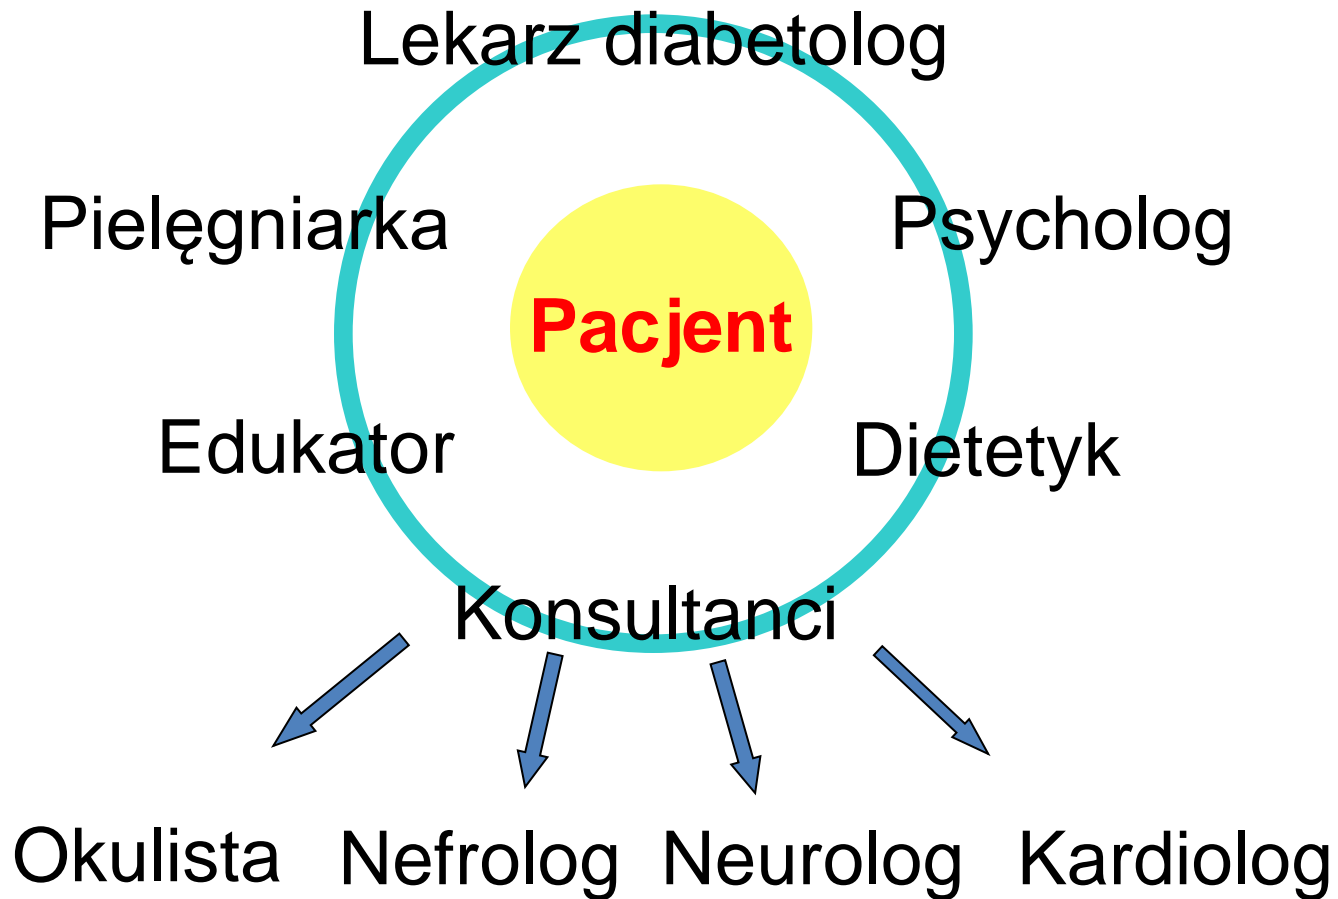 Lekarz diabetolog
Pielęgniarka
Psycholog
Pacjent
Edukator
Dietetyk
Konsultanci
Okulista
Nefrolog
Neurolog
Kardiolog